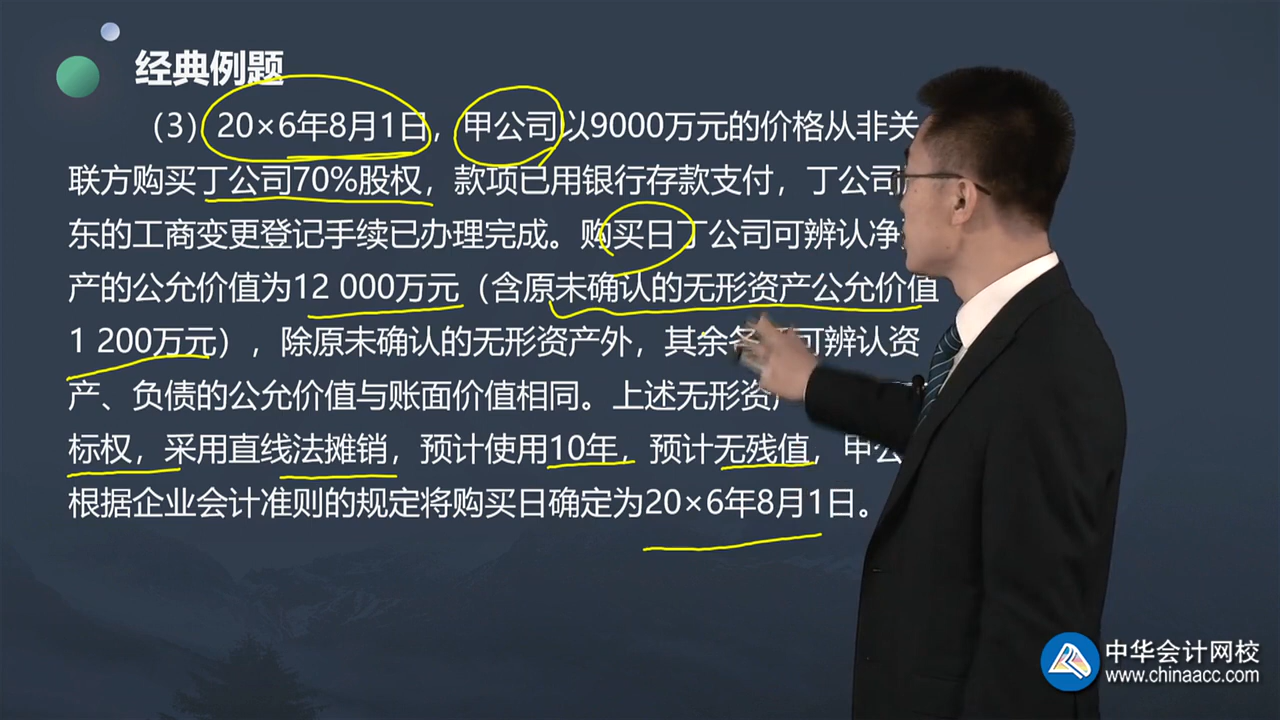 经典例题
（3）20×6年8月1日，甲公司以9000万元的价格从非关
联方购买丁公司70%股权，款项已用银行存款支付，丁公司
东的工商变更登记手续已办理完成。购买日丁公司可辨认净
产的公允价值为12 000万元（含原未确认的无形资产公允价值
1 200万元），除原未确认的无形资产外，其余各 可辨认资
产、负债的公允价值与账面价值相同。上述无形资产
标权，采用直线法摊销，预计使用10年，预计无残值，甲公
根据企业会计准则的规定将购买日确定为20×6年8月1日。
中华会计网校
www.chinaacc.com